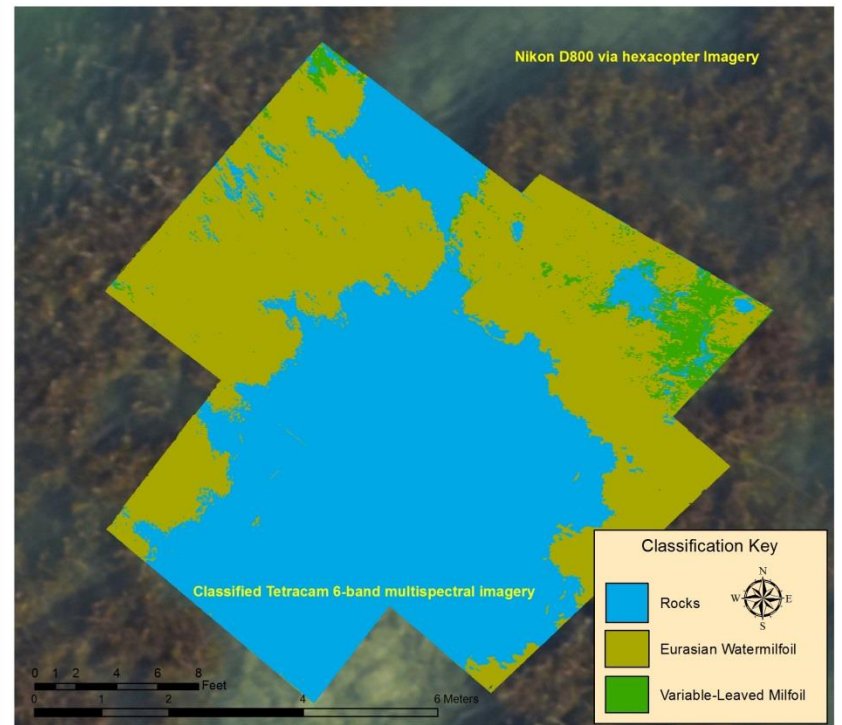 Nikon D800 via hexacopter Imagery
Classified Tetracam 6-band multispectral imagery
Classification Key
N
W E
S
Rocks
Eurasian Watermilfoil
Variable-Leaved Milfoil
0 1 2 4 6 8
Feet
0 1 2 4 6 Meters